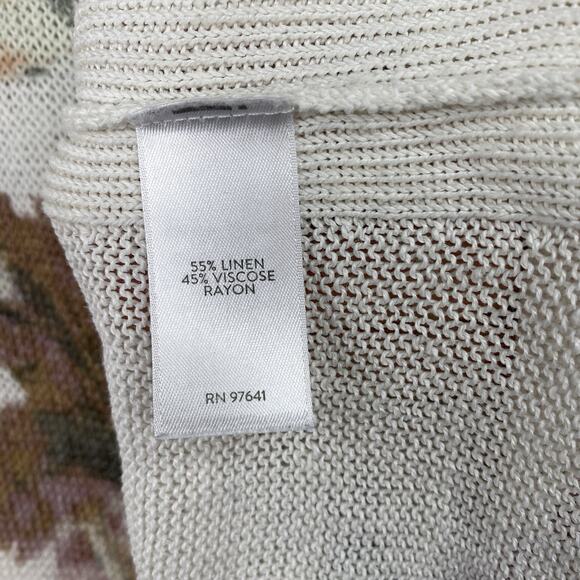 55% LINEN
45% VISCOSE
RAYON
RN 97641